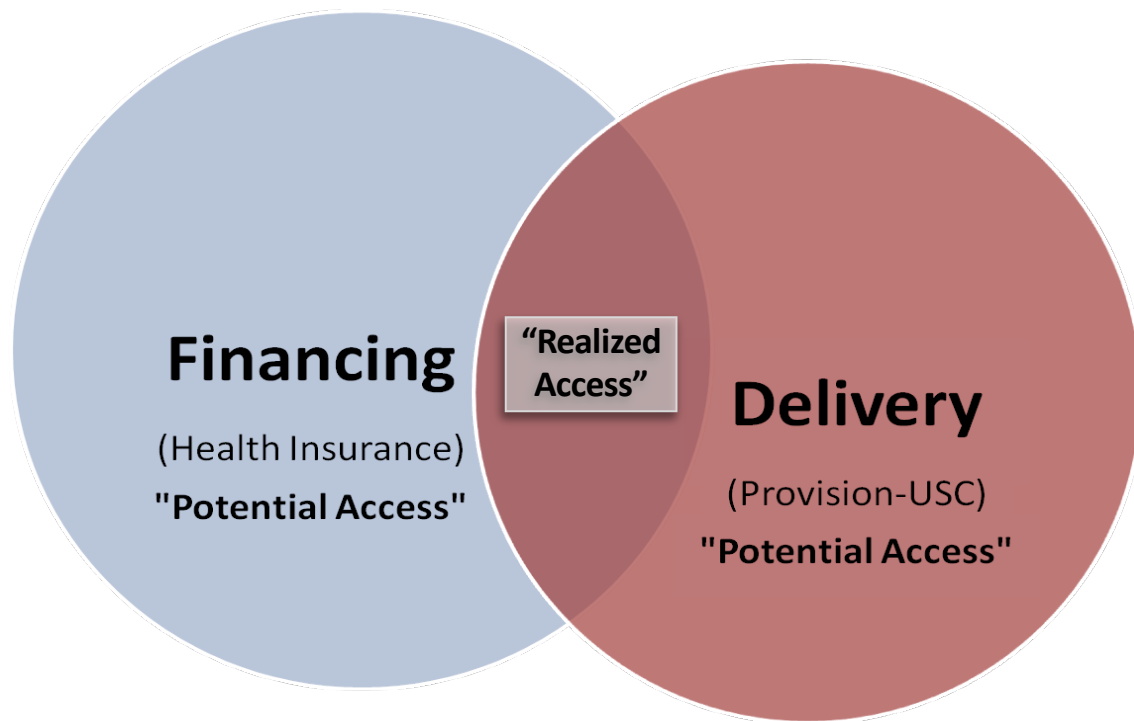 Financing
(Health Insurance)
"Potential Access"
“Realized
Access”
Delivery
(Provision-USC)
"Potential Access"